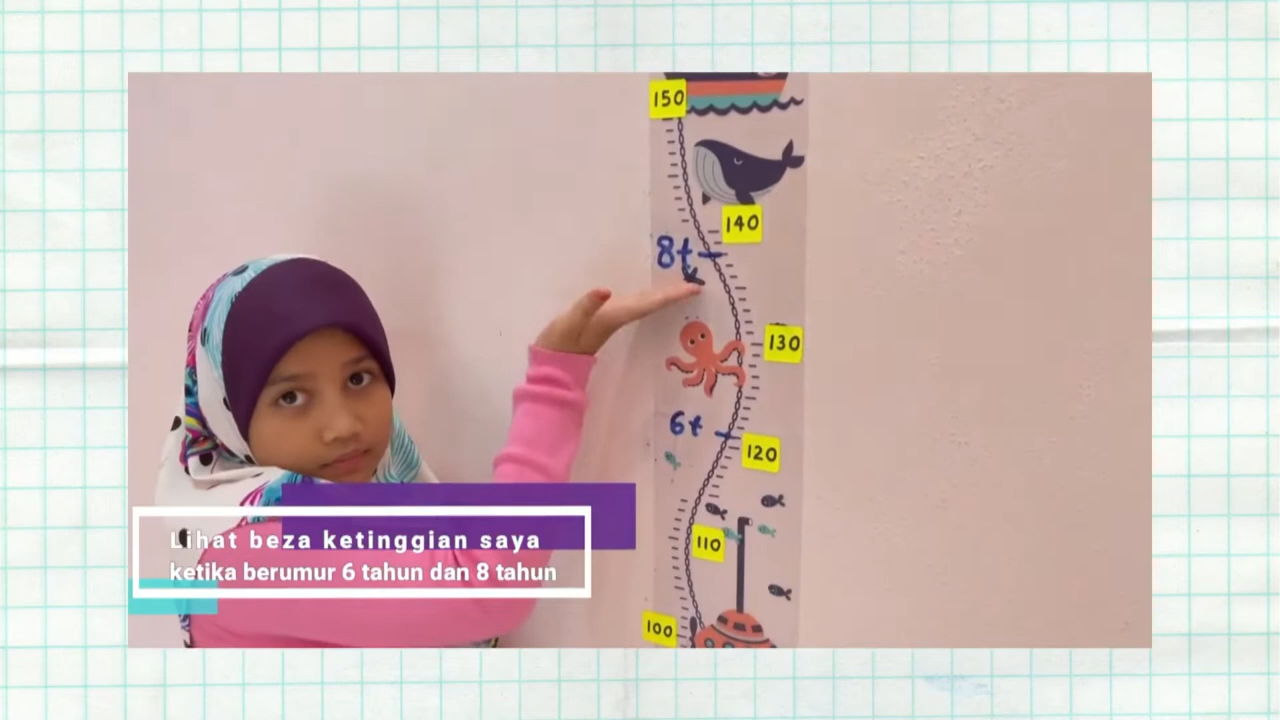 150
140
8t
130
6t
120
110
100
Lihat beza ketinggian saya
ketika berumur 6 tahun dan 8 tahun